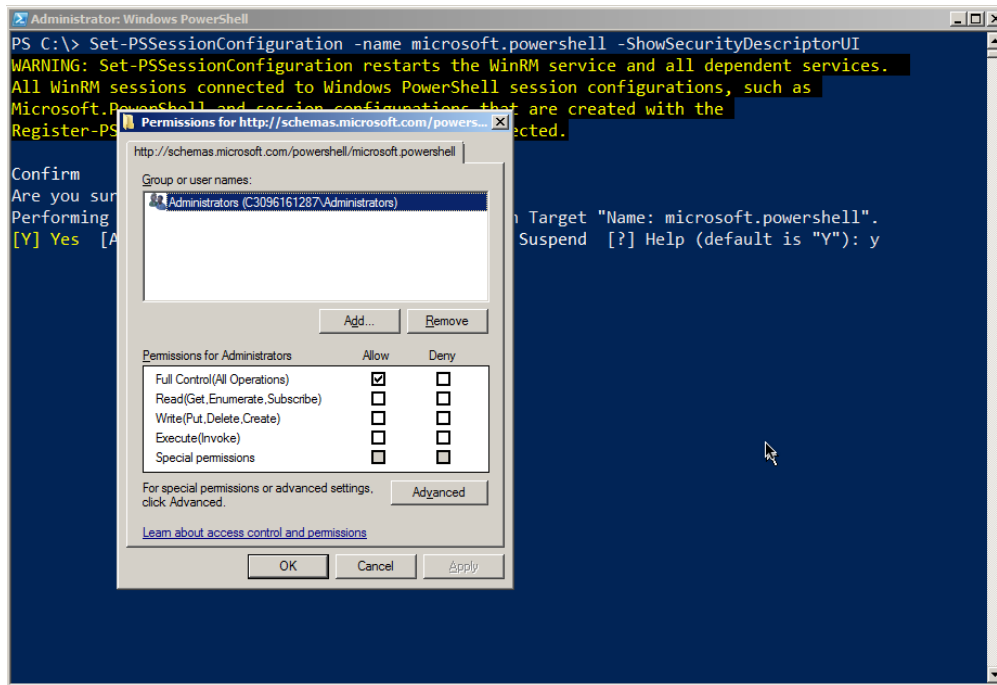 Administrator: Windows PowerShell
PS C:\> Set-PSSessionConfiguration -name microsoft.powershell -ShowSecurityDescriptorUI
WARNING: Set-PSSessionConfiguration restarts the WinRM service and all dependent services.
All WinRM sessions connected to Windows PowerShell session configurations, such as
Microsoft.PowerShell and session configurations that are created with the
Register-PS ected.
Permissions for http://schemas.microsoft.com/powers...
http://schemas.microsoft.com/powershell/microsoft.powershell
Confirm
Are you sur
Performing n Target "Name: microsoft.powershell".
[Y] Yes [A Suspend [?] Help (default is "Y"): y
Group or user names:
Administrators (C3096161287\Administrators)
Add... Remove
Permissions for Administrators Allow Deny
Full Control(All Operations)
Read(Get,Enumerate,Subscribe)
Write(Put,Delete,Create)
Execute(Invoke)
Special permissions
For special permissions or advanced settings,
click Advanced.
Advanced
Learn about access control and permissions
OK Cancel Apply